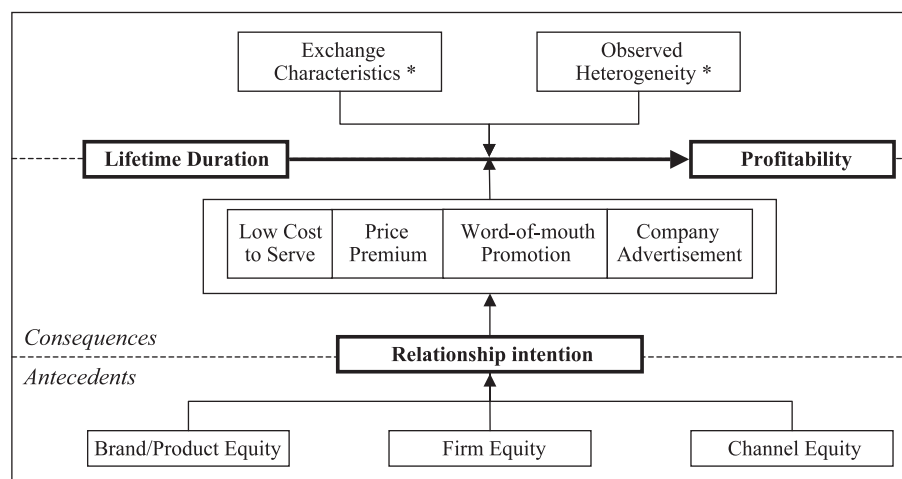 Exchange
Characteristics *
Observed
Heterogeneity *
Lifetime Duration
Profitability
Low Cost
to Serve
Price
Premium
Word-of-mouth
Promotion
Company
Advertisement
Consequences
Relationship intention
Antecedents
Brand/Product Equity
Firm Equity
Channel Equity